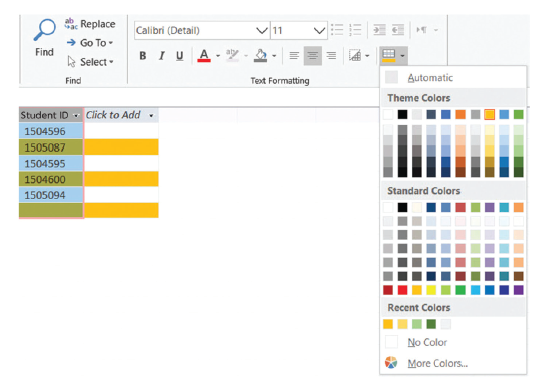 Find
Replace
Go To
Select
Find
Calibri (Detail)
11
B I U A
Text Formatting
Automatic
Theme Colors
Standard Colors
Recent Colors
No Color
More Colors...
Student ID Click to Add
1504596
1505087
1504595
1504600
1505094